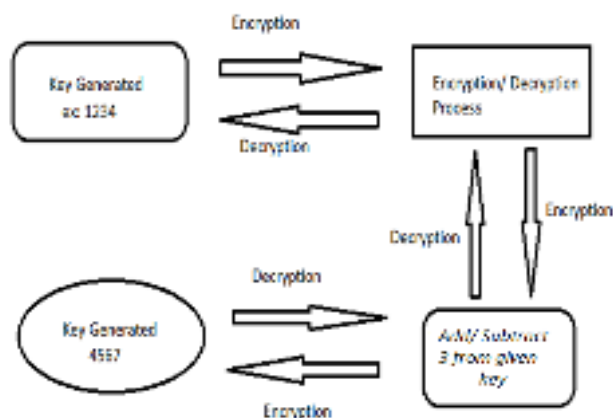 Encryption
Key Generated
ex: 1234
Encryption/ Decryption
Process
Decryption
Encryption
Decryption
Decryption
Key Generated
4567
Add/ Subtract
3 from given
key
Encryption